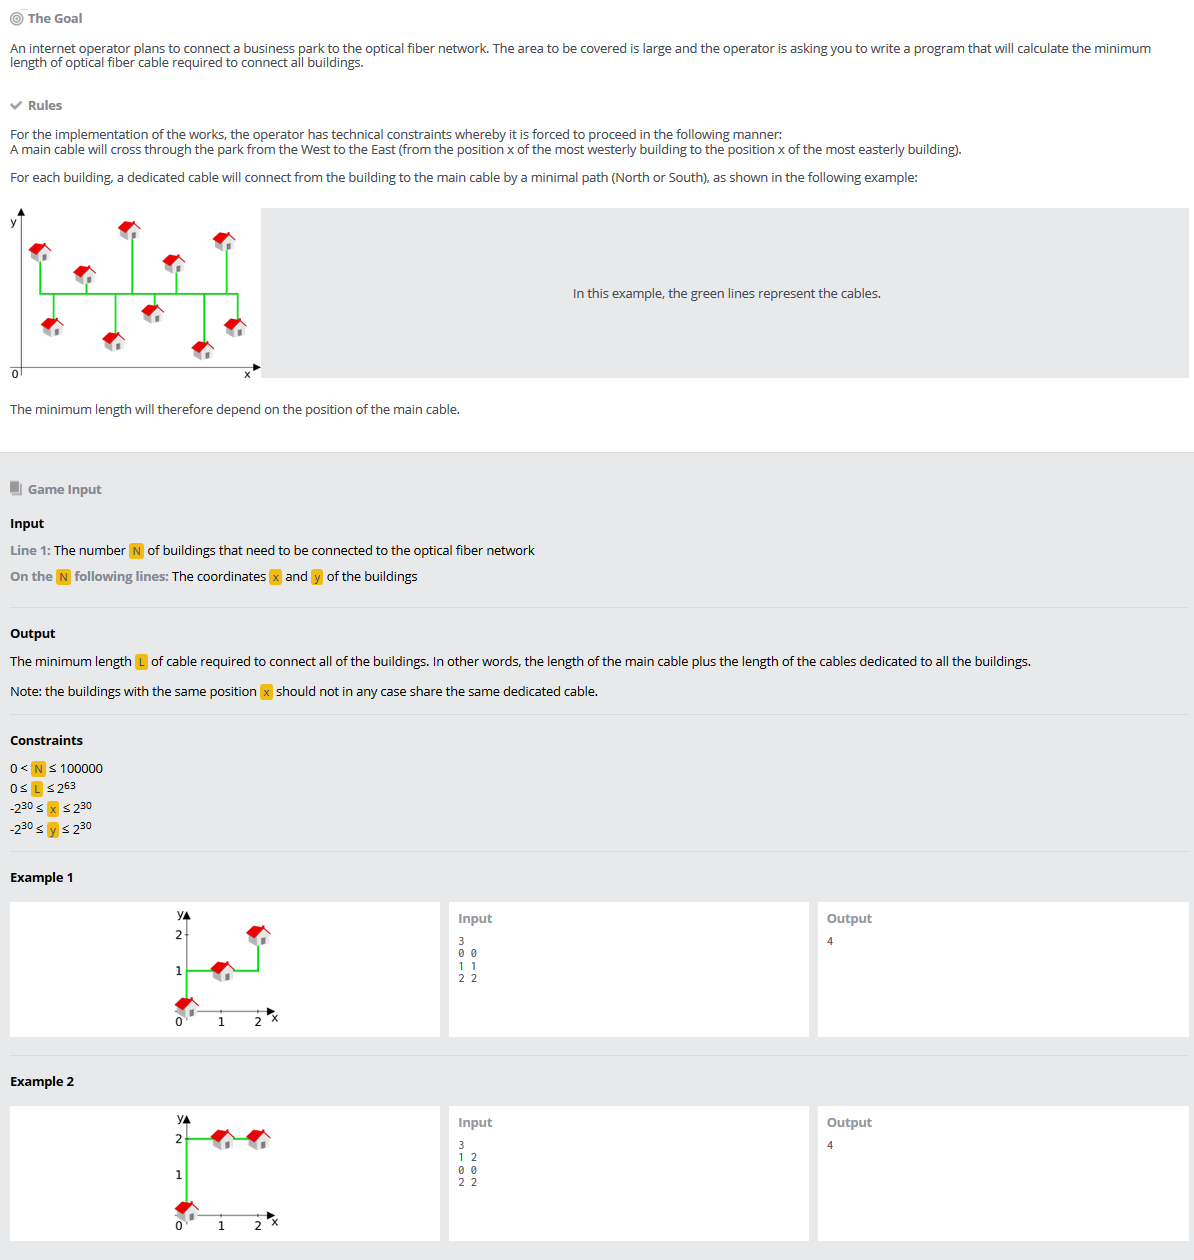 The Goal
An internet operator plans to connect a business park to the optical fiber network. The area to be covered is large and the operator is asking you to write a program that will calculate the minimum
length of optical fiber cable required to connect all buildings.
Rules
For the implementation of the works, the operator has technical constraints whereby it is forced to proceed in the following manner:
A main cable will cross through the park from the West to the East (from the position x of the most westerly building to the position x of the most easterly building).
For each building, a dedicated cable will connect from the building to the main cable by a minimal path (North or South), as shown in the following example:
y
In this example, the green lines represent the cables.
0 x
The minimum length will therefore depend on the position of the main cable.
Game Input
Input
Line 1: The number N of buildings that need to be connected to the optical fiber network
On the N following lines: The coordinates x and y of the buildings
Output
The minimum length L of cable required to connect all of the buildings. In other words, the length of the main cable plus the length of the cables dedicated to all the buildings.
Note: the buildings with the same position x should not in any case share the same dedicated cable.
Constraints
0 < N ≤ 100000
0 ≤ L ≤ 2⁶³
-2³⁰ ≤ x ≤ 2³⁰
-2³⁰ ≤ y ≤ 2³⁰
Example 1
y
2
1
0 1 2 x
Input
3
0 0
1 1
2 2
Output
4
Example 2
y
2
1
0 1 2 x
Input
3
1 2
0 0
2 2
Output
4